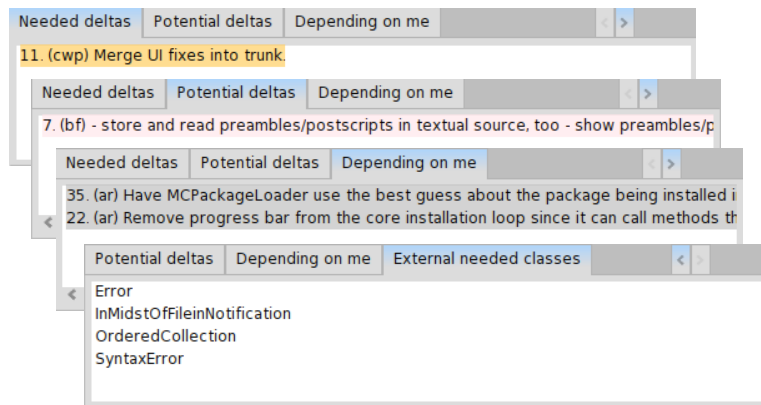 Needed deltas Potential deltas Depending on me < >
11. (cwp) Merge UI fixes into trunk.
Needed deltas Potential deltas Depending on me < >
7. (bf) - store and read preambles/postscripts in textual source, too - show preambles/p
Needed deltas Potential deltas Depending on me < >
35. (ar) Have MCPackageLoader use the best guess about the package being installed i
22. (ar) Remove progress bar from the core installation loop since it can call methods th
Potential deltas Depending on me External needed classes < >
Error
InMidstOfFileinNotification
OrderedCollection
SyntaxError